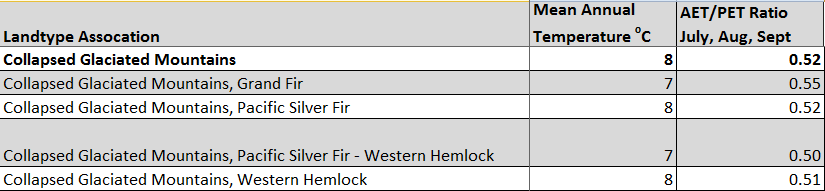 Landtype Assocation Mean Annual Temperature ⁰C AET/PET Ratio July, Aug, Sept
Collapsed Glaciated Mountains 8 0.52
Collapsed Glaciated Mountains, Grand Fir 7 0.55
Collapsed Glaciated Mountains, Pacific Silver Fir 8 0.52
Collapsed Glaciated Mountains, Pacific Silver Fir - Western Hemlock 7 0.50
Collapsed Glaciated Mountains, Western Hemlock 8 0.51